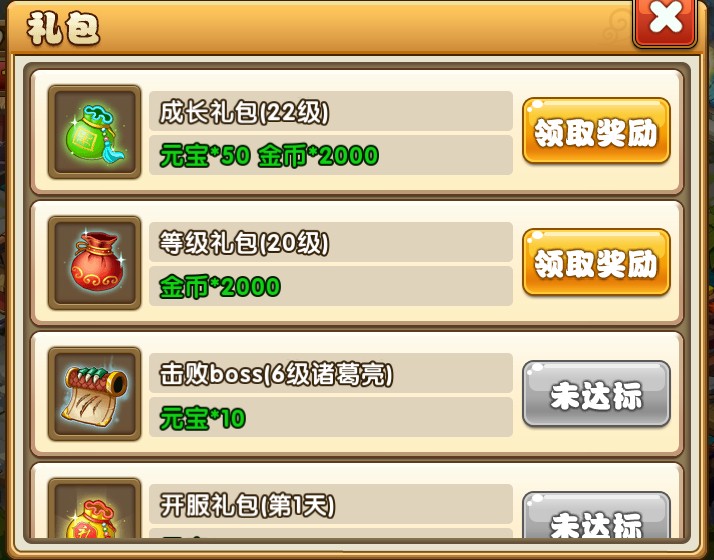 礼包
成长礼包(22级)
元宝*50 金币*2000
领取奖励
等级礼包(20级)
金币*2000
领取奖励
击败boss(6级诸葛亮)
元宝*10
未达标
开服礼包(第1天)
未达标